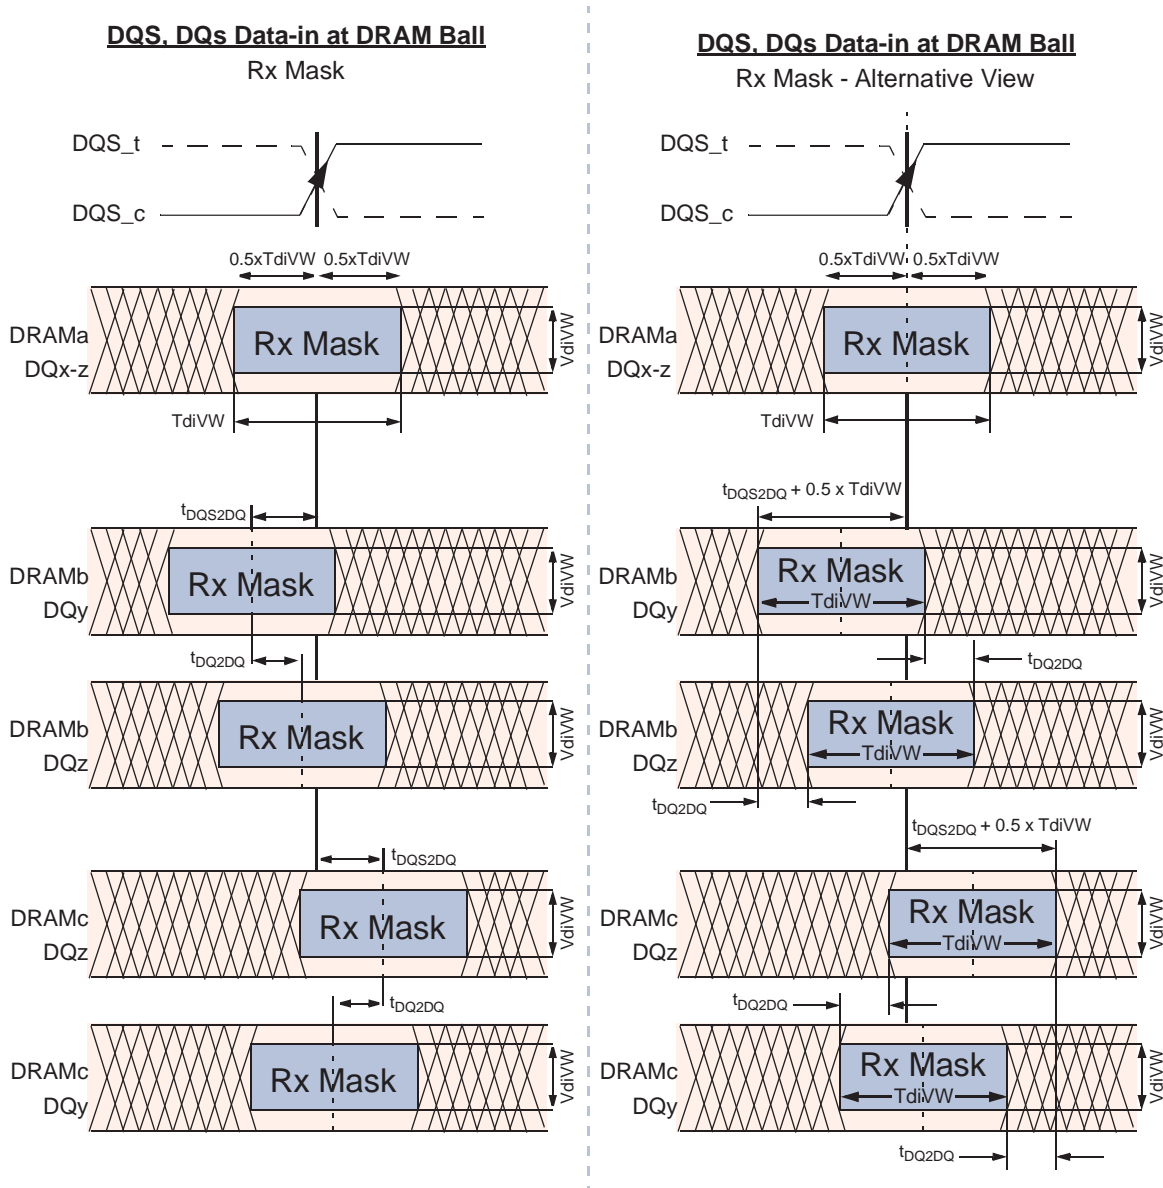 DQS, DQs Data-in at DRAM Ball
Rx Mask
DQS_t
DQS_c
0.5xTdiVW 0.5xTdiVW
DRAMa
DQx-z
Rx Mask
VdiVW
TdiVW
tDQS2DQ
DRAMb
DQy
Rx Mask
VdiVW
tDQ2DQ
DRAMb
DQz
Rx Mask
VdiVW
tDQS2DQ
DRAMc
DQz
Rx Mask
VdiVW
tDQ2DQ
DRAMc
DQy
Rx Mask
VdiVW
DQS, DQs Data-in at DRAM Ball
Rx Mask - Alternative View
DQS_t
DQS_c
0.5xTdiVW 0.5xTdiVW
DRAMa
DQx-z
Rx Mask
VdiVW
TdiVW
tDQS2DQ + 0.5 x TdiVW
DRAMb
DQy
Rx Mask
TdiVW
VdiVW
tDQ2DQ
DRAMb
DQz
Rx Mask
TdiVW
VdiVW
tDQ2DQ
tDQS2DQ + 0.5 x TdiVW
DRAMc
DQz
Rx Mask
TdiVW
VdiVW
tDQ2DQ
DRAMc
DQy
Rx Mask
TdiVW
VdiVW
tDQ2DQ